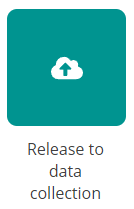 Release to
data
collection